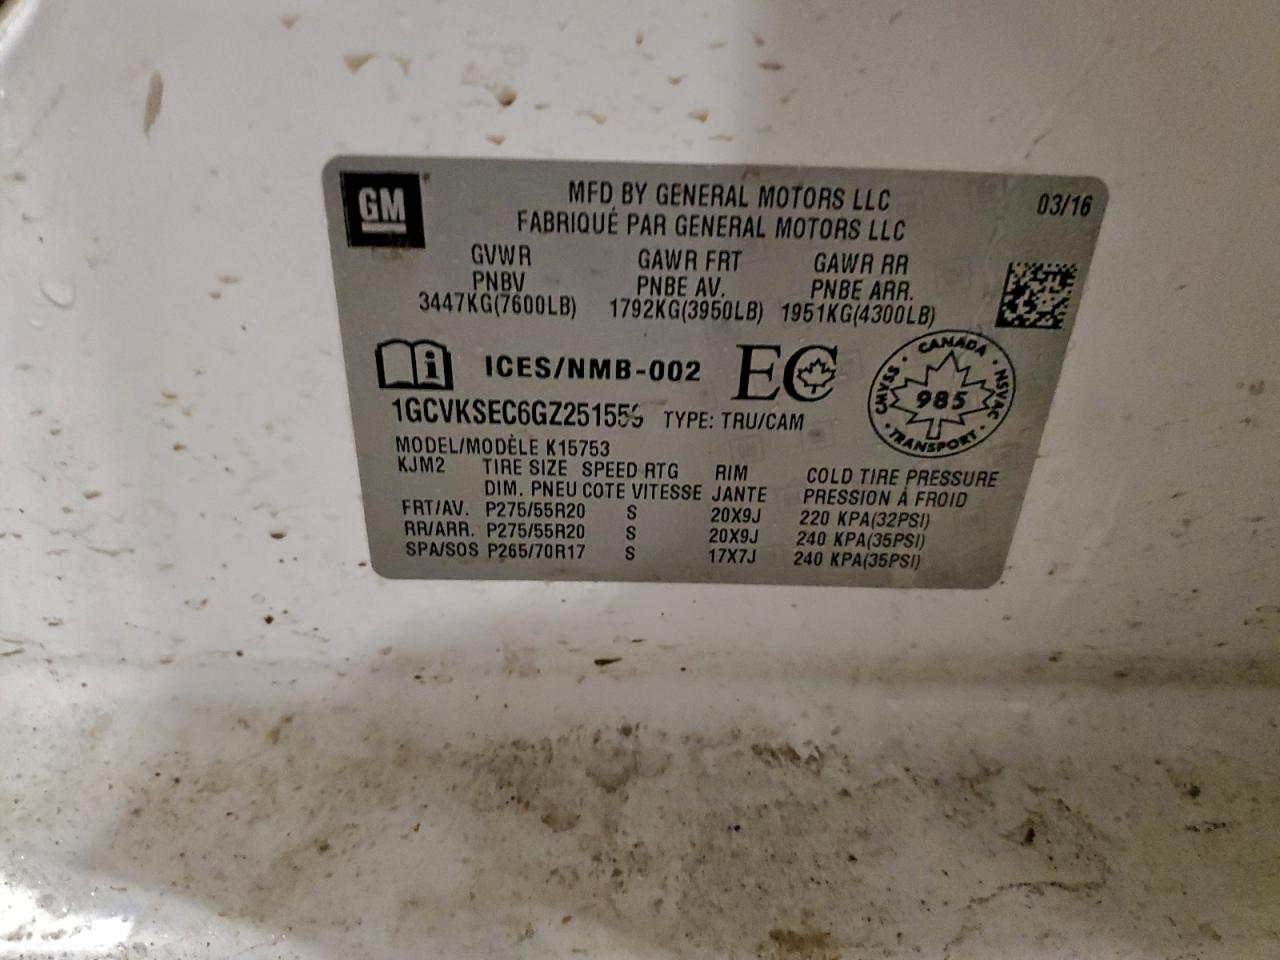 GM
MFD BY GENERAL MOTORS LLC
03/16
FABRIQUÉ PAR GENERAL MOTORS LLC
GVWR GAWR FRT GAWR RR
PNBV PNBE AV. PNBE ARR.
3447KG(7600LB) 1792KG(3950LB) 1951KG(4300LB)
i ICES/NMB-002 EC
CANADA
CMVSS NSVAC
985
TRANSPORT
TYPE: TRU/CAM
MODEL/MODÈLE K15753
KJM2 TIRE SIZE SPEED RTG RIM COLD TIRE PRESSURE
DIM. PNEU COTE VITESSE JANTE PRESSION À FROID
FRT/AV. P275/55R20 S 20X9J 220 KPA(32PSI)
RR/ARR. P275/55R20 S 20X9J 240 KPA(35PSI)
SPA/SOS P265/70R17 S 17X7J 240 KPA(35PSI)